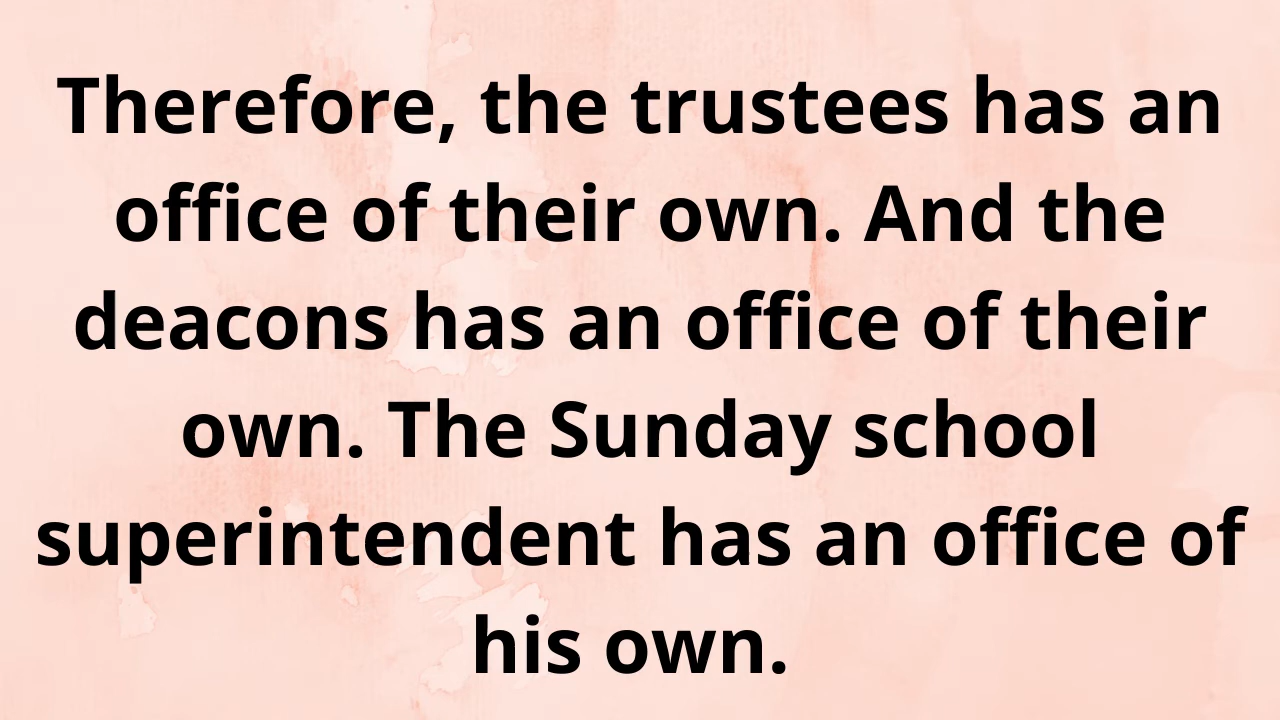 Therefore, the trustees has an
office of their own. And the
deacons has an office of their
own. The Sunday school
superintendent has an office of
his own.